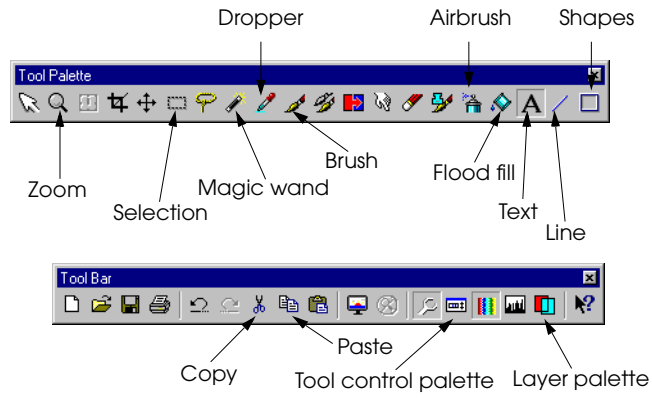 Dropper
Airbrush
Shapes
Tool Palette
A
Zoom
Selection
Magic wand
Brush
Flood fill
Text
Line
Tool Bar
?
Copy
Paste
Tool control palette
Layer palette